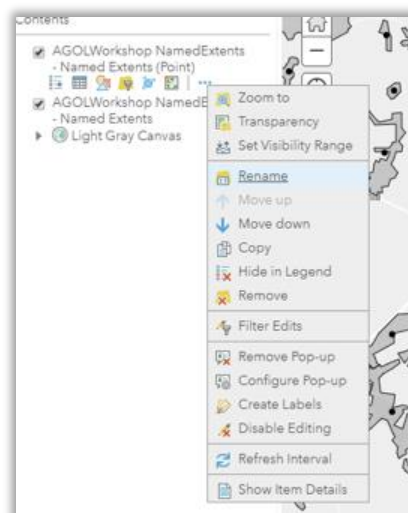 Contents
AGOLWorkshop NamedExtents
- Named Extents (Point)
AGOLWorkshop NamedE
- Named Extents
Light Gray Canvas
Zoom to
Transparency
Set Visibility Range
Rename
Move up
Move down
Copy
Hide in Legend
Remove
Filter Edits
Remove Pop-up
Configure Pop-up
Create Labels
Disable Editing
Refresh Interval
Show Item Details